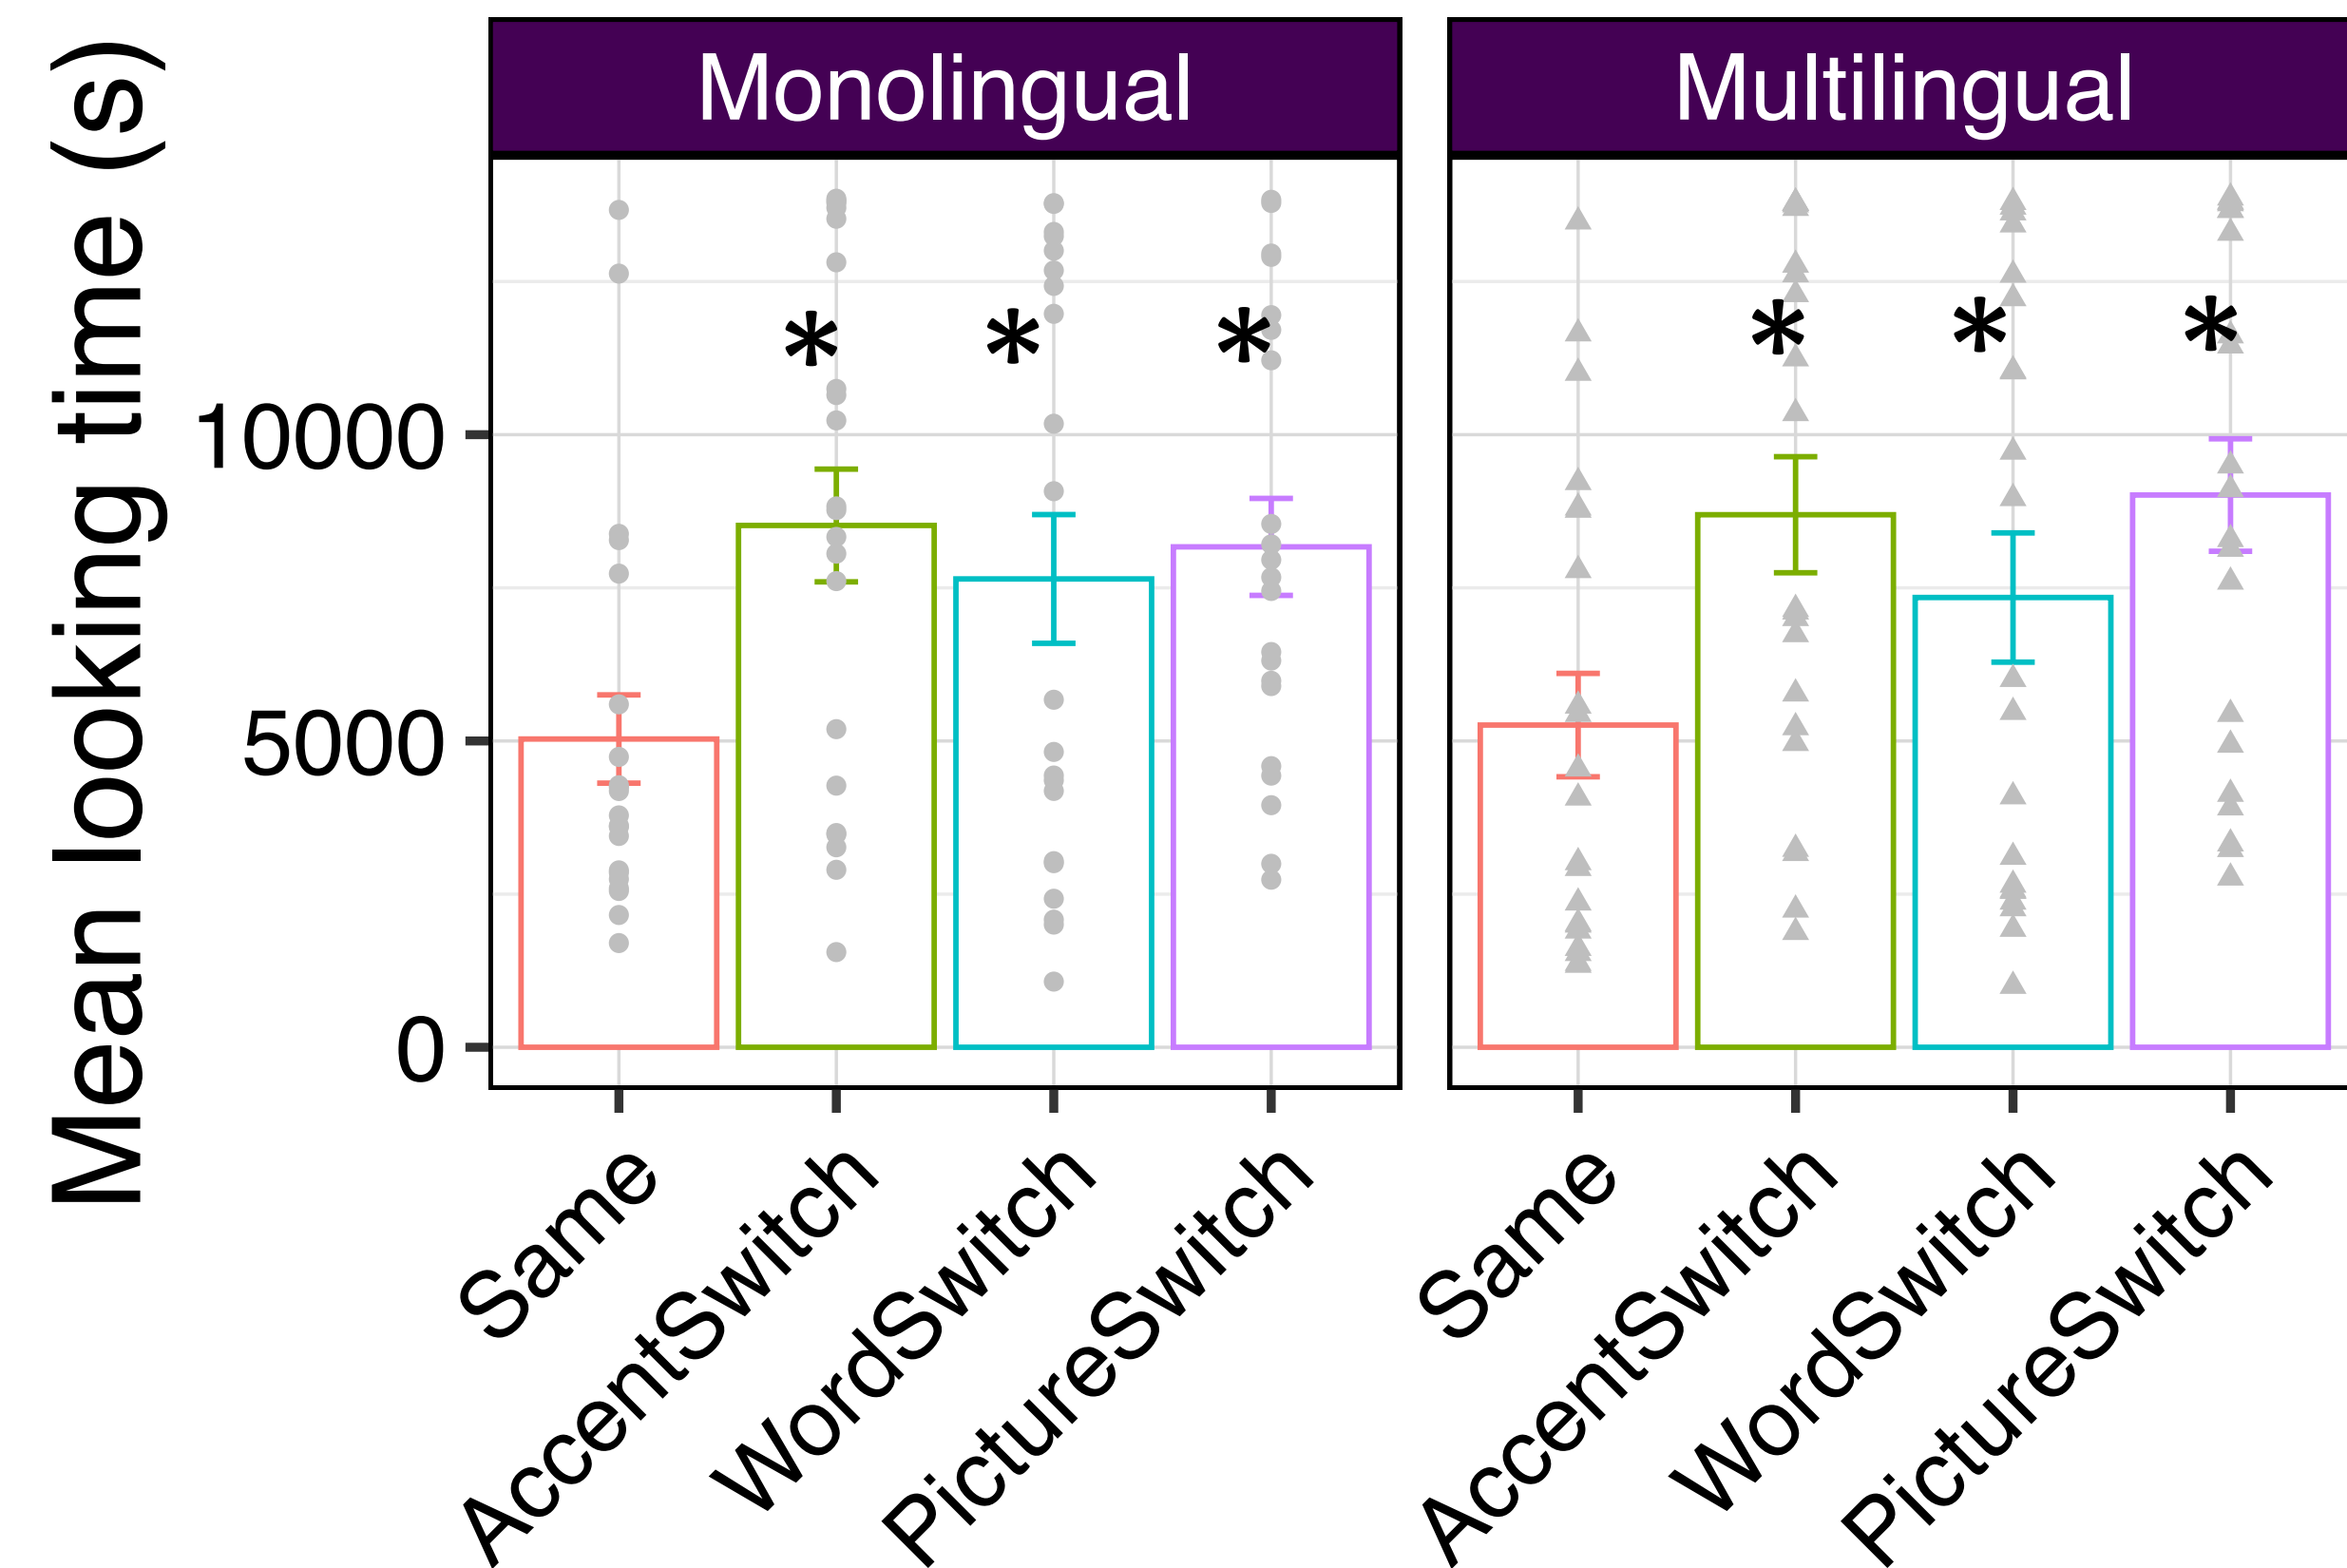 Monolingual
Multilingual
Mean looking time (s)
10000
5000
0
*
*
*
*
*
*
Same
AccentSwitch
WordSwitch
PictureSwitch
Same
AccentSwitch
WordSwitch
PictureSwitch